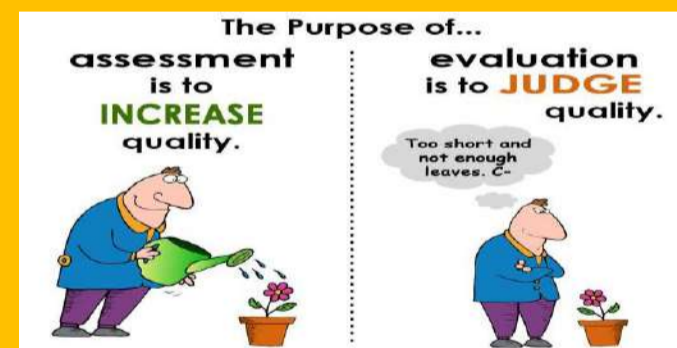 The Purpose of...
assessment
is to
INCREASE
quality.
evaluation
is to JUDGE
quality.
Too short and
not enough
leaves. C-